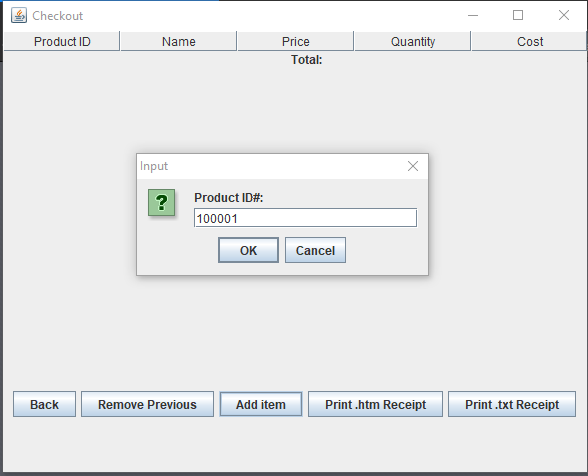 Checkout
Product ID Name Price Quantity Cost
Total:
Input
?
Product ID#:
100001
OK Cancel
Back Remove Previous Add item Print .htm Receipt Print .txt Receipt